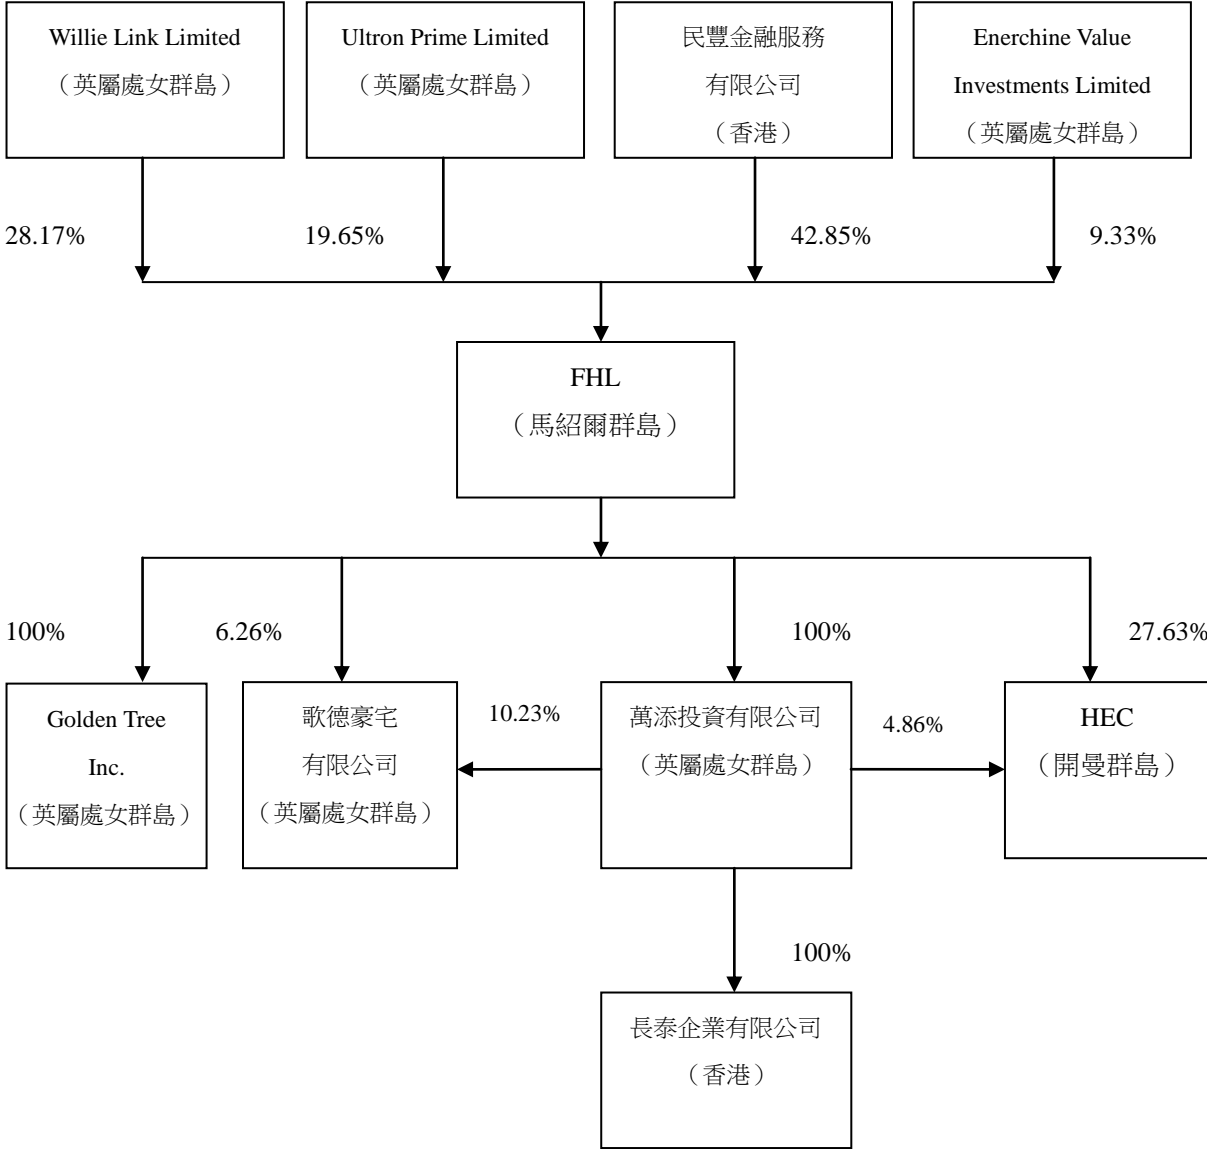 Willie Link Limited
（英屬處女群島）
Ultron Prime Limited
（英屬處女群島）
民豐金融服務
有限公司
（香港）
Enerchine Value
Investments Limited
（英屬處女群島）
28.17%
19.65%
42.85%
9.33%
FHL
（馬紹爾群島）
100%
6.26%
100%
27.63%
Golden Tree
Inc.
（英屬處女群島）
歌德豪宅
有限公司
（英屬處女群島）
10.23%
萬添投資有限公司
（英屬處女群島）
4.86%
HEC
（開曼群島）
100%
長泰企業有限公司
（香港）